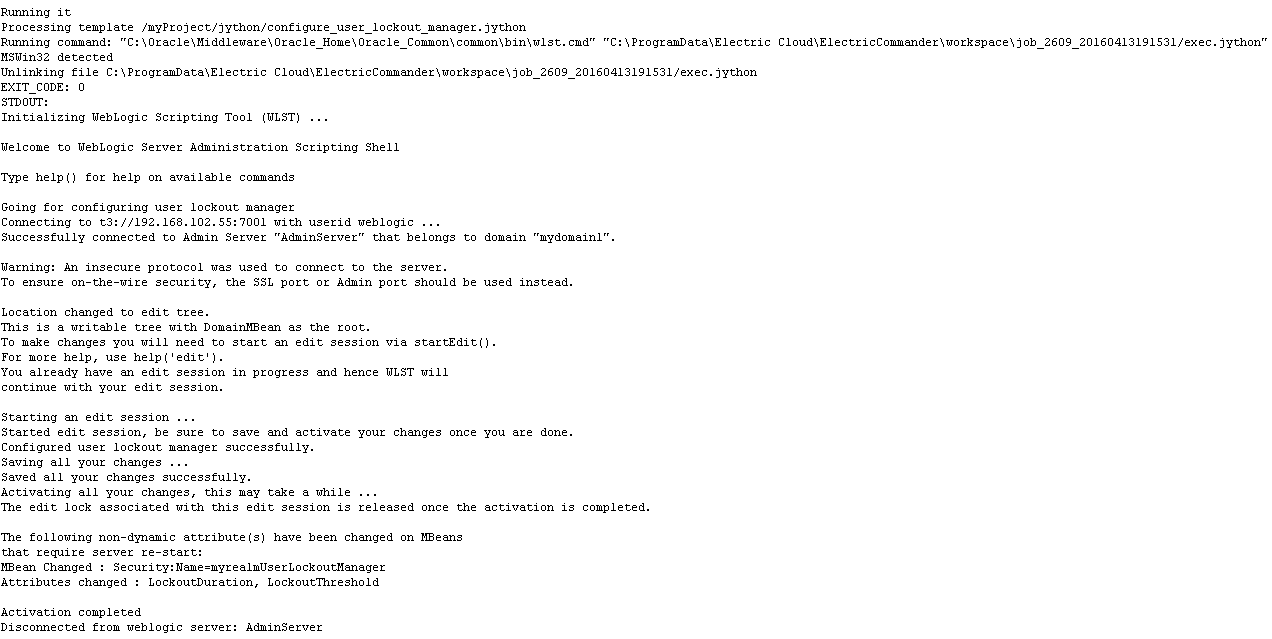 Running it
Processing template /myProject/jython/configure_user_lockout_manager.jython
Running command: "C:\Oracle\Middleware\Oracle_Home\Oracle_Common\common\bin\wlst.cmd" "C:\ProgramData\Electric Cloud\ElectricCommander\workspace\job_2609_20160413191531/exec.jython"
MSWin32 detected
Unlinking file C:\ProgramData\Electric Cloud\ElectricCommander\workspace\job_2609_20160413191531/exec.jython
EXIT_CODE: 0
STDOUT:
Initializing WebLogic Scripting Tool (WLST) ...
Welcome to WebLogic Server Administration Scripting Shell
Type help() for help on available commands
Going for configuring user lockout manager
Connecting to t3://192.168.102.55:7001 with userid weblogic ...
Successfully connected to Admin Server "AdminServer" that belongs to domain "mydomain1".
Warning: An insecure protocol was used to connect to the server.
To ensure on-the-wire security, the SSL port or Admin port should be used instead.
Location changed to edit tree.
This is a writable tree with DomainMBean as the root.
To make changes you will need to start an edit session via startEdit().
For more help, use help('edit').
You already have an edit session in progress and hence WLST will
continue with your edit session.
Starting an edit session ...
Started edit session, be sure to save and activate your changes once you are done.
Configured user lockout manager successfully.
Saving all your changes ...
Saved all your changes successfully.
Activating all your changes, this may take a while ...
The edit lock associated with this edit session is released once the activation is completed.
The following non-dynamic attribute(s) have been changed on MBeans
that require server re-start:
MBean Changed : Security:Name=myrealmUserLockoutManager
Attributes changed : LockoutDuration, LockoutThreshold
Activation completed
Disconnected from weblogic server: AdminServer